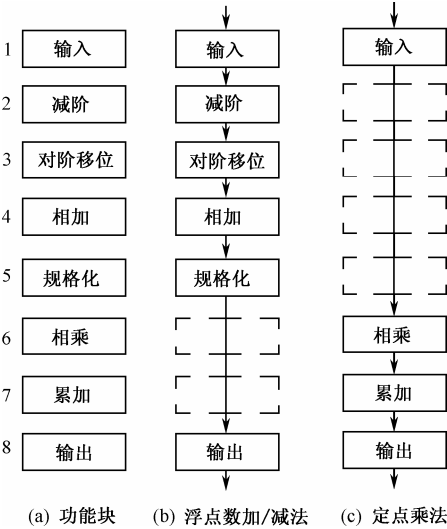 1 输入 输入 输入
2 减阶 减阶
3 对阶移位 对阶移位
4 相加 相加
5 规格化 规格化
6 相乘 相乘
7 累加 累加
8 输出 输出 输出
(a) 功能块 (b) 浮点数加/减法 (c) 定点乘法